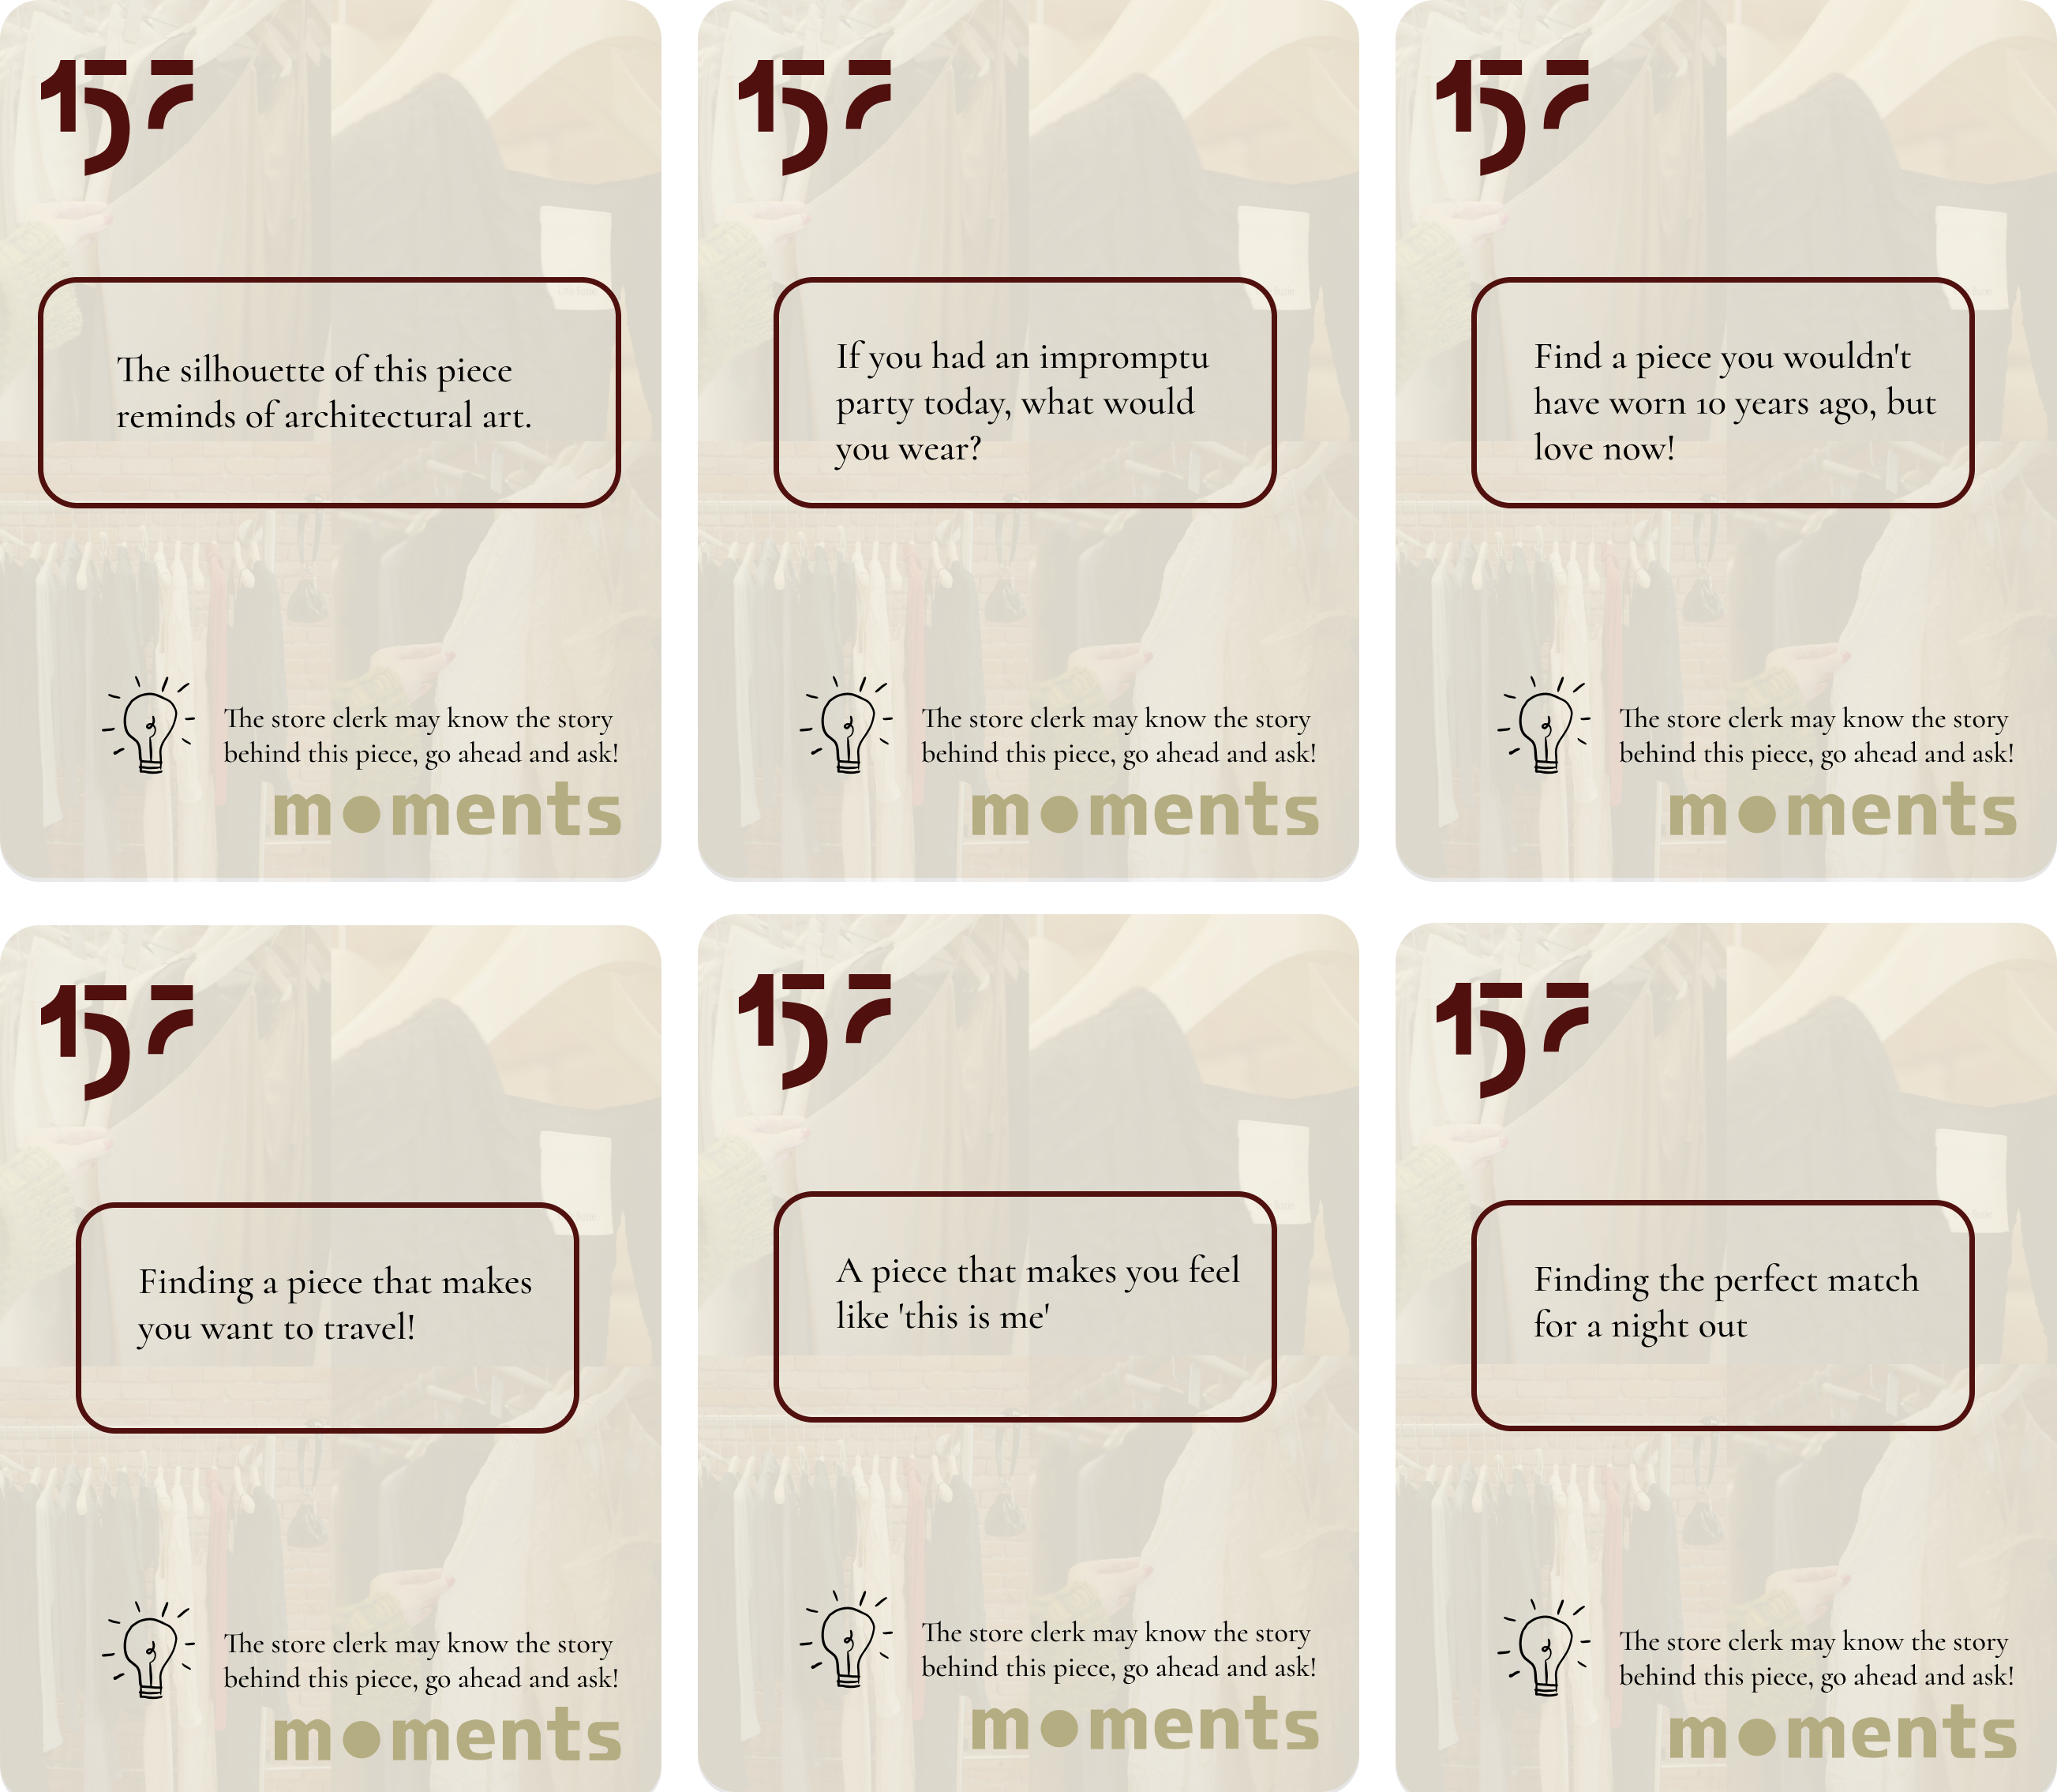 The silhouette of this piece
reminds of architectural art.
The store clerk may know the story
behind this piece, go ahead and ask!
moments
If you had an impromptu
party today, what would
you wear?
The store clerk may know the story
behind this piece, go ahead and ask!
moments
Find a piece you wouldn't
have worn 10 years ago, but
love now!
The store clerk may know the story
behind this piece, go ahead and ask!
moments
Finding a piece that makes
you want to travel!
The store clerk may know the story
behind this piece, go ahead and ask!
moments
A piece that makes you feel
like 'this is me'
The store clerk may know the story
behind this piece, go ahead and ask!
moments
Finding the perfect match
for a night out
The store clerk may know the story
behind this piece, go ahead and ask!
moments